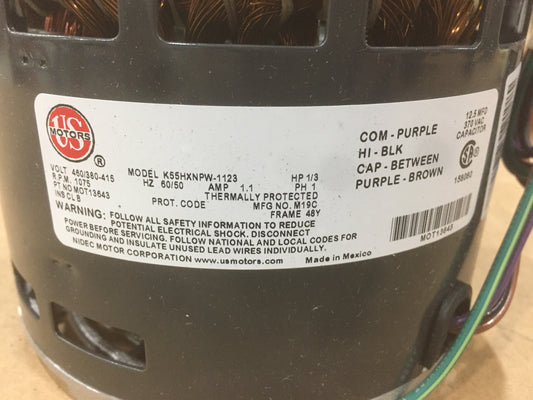 US
MOTORS
®
MODEL K55HXNPW-1123 HP 1/3
VOLT 460/380-415 HZ 60/50 AMP 1.1 PH 1
R.P.M. 1075 THERMALLY PROTECTED
PT NO MOT13643 PROT. CODE MFG NO. M19C
INS CL B FRAME 48Y
WARNING: FOLLOW ALL SAFETY INFORMATION TO REDUCE
POTENTIAL ELECTRICAL SHOCK. DISCONNECT
POWER BEFORE SERVICING. FOLLOW NATIONAL AND LOCAL CODES FOR
GROUNDING AND INSULATE UNUSED LEAD WIRES INDIVIDUALLY.
NIDEC MOTOR CORPORATION www.usmotors.com Made in Mexico
COM - PURPLE
HI - BLK
CAP - BETWEEN
PURPLE - BROWN
12.5 MFD
370 VAC
CAPACITOR
SA
158060
MOT13643